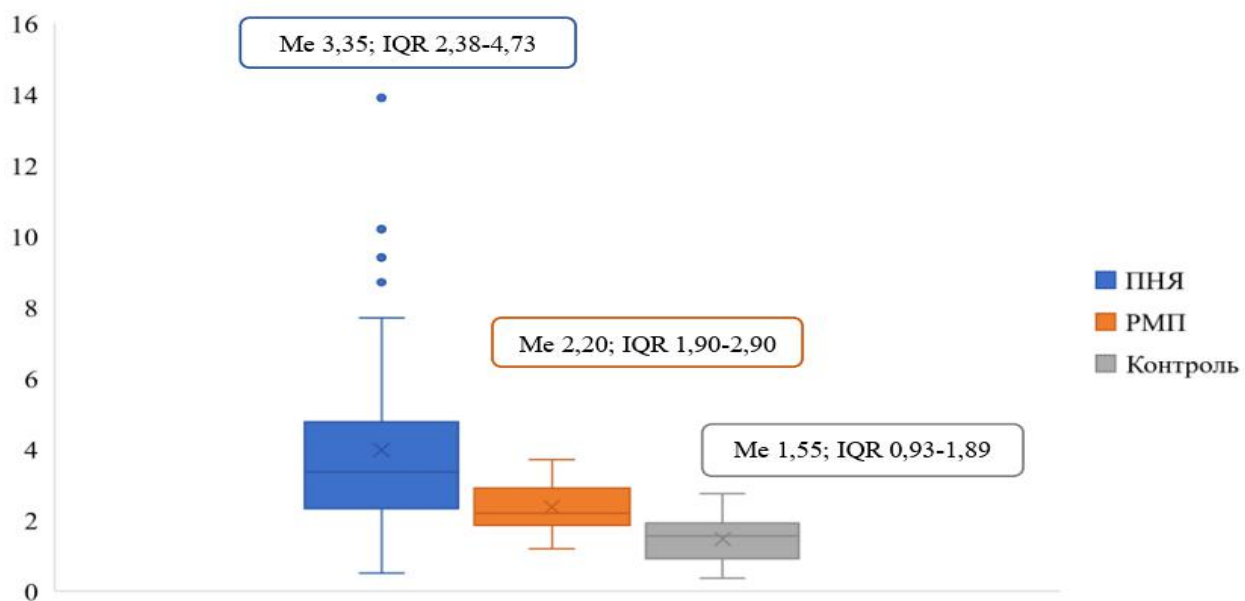 16
Me 3,35; IQR 2,38-4,73
14
12
10
8
Me 2,20; IQR 1,90-2,90
6
4
Me 1,55; IQR 0,93-1,89
2
0
ПНЯ
РМП
Контроль